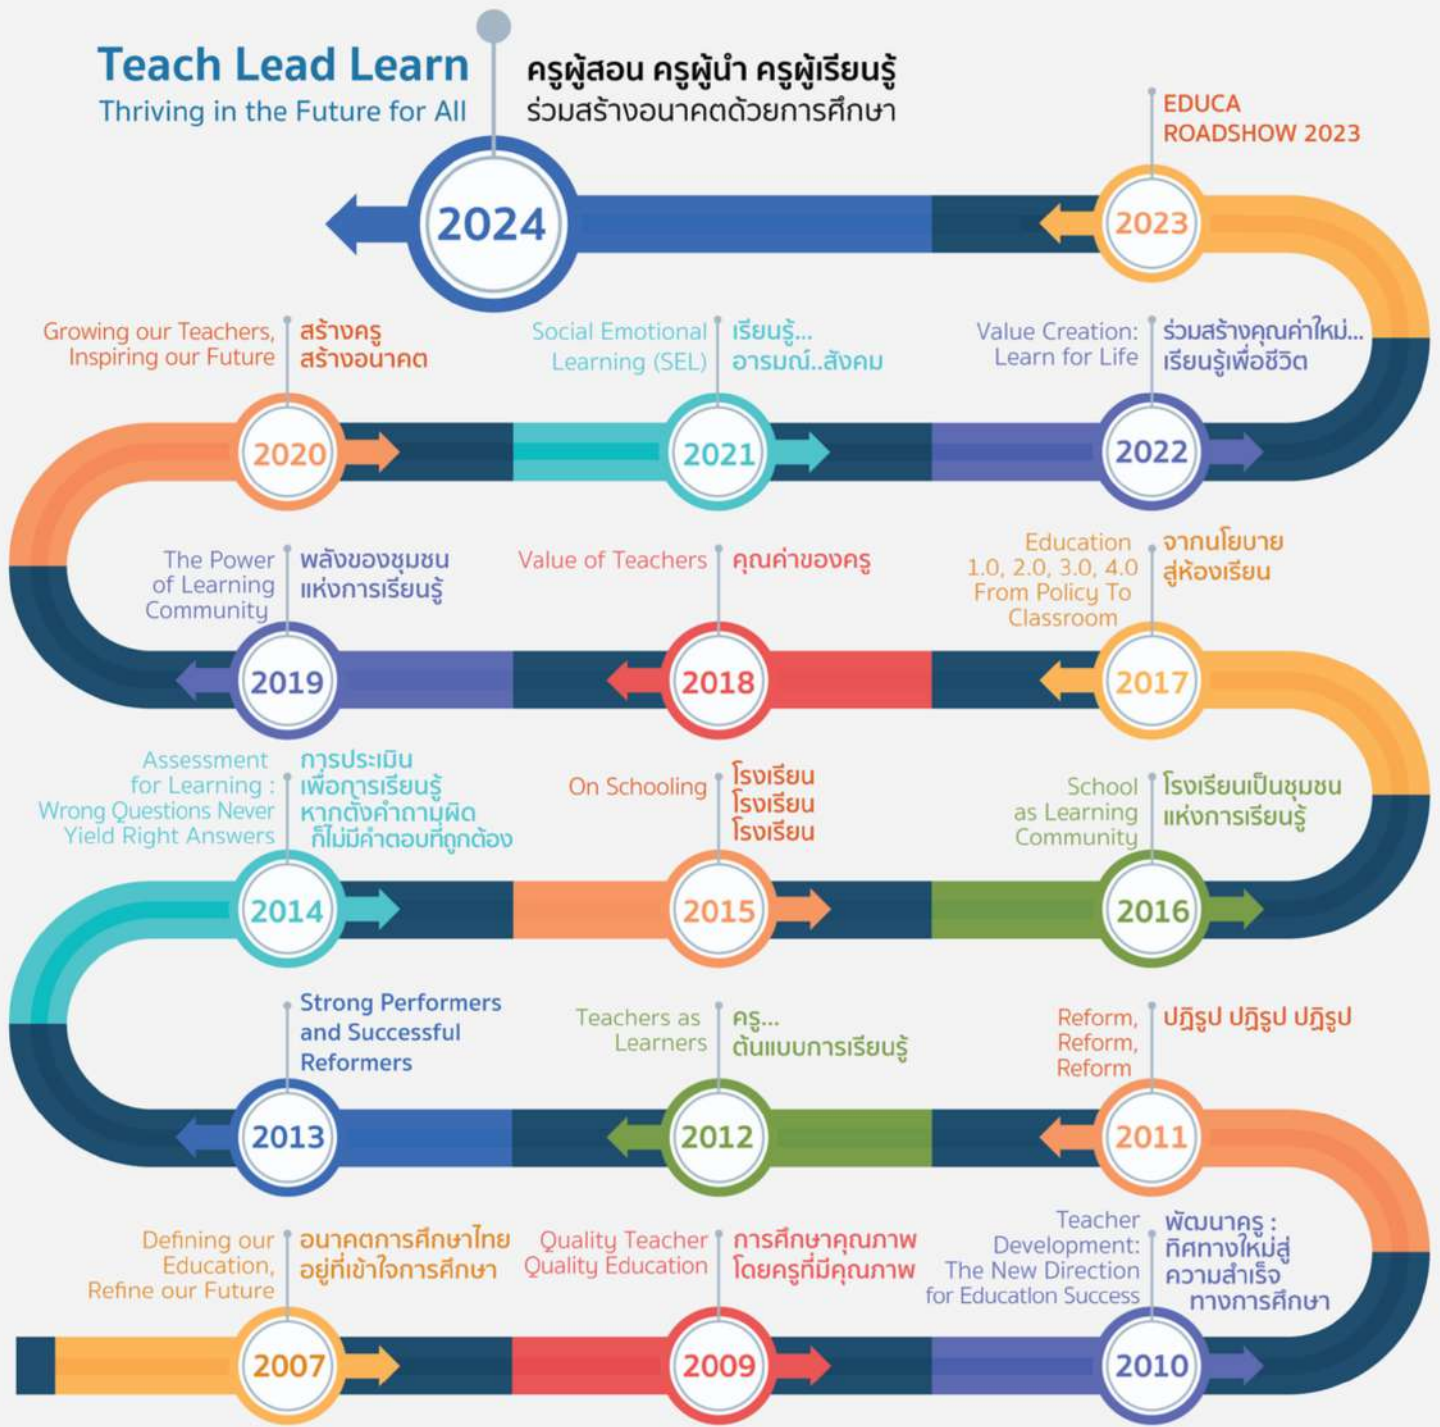 Teach Lead Learn
Thriving in the Future for All
ครูผู้สอน ครูผู้นำ ครูผู้เรียนรู้
ร่วมสร้างอนาคตด้วยการศึกษา
2024
EDUCA
ROADSHOW 2023
2023
Growing our Teachers,
Inspiring our Future
สร้างครู
สร้างอนาคต
2020
Social Emotional
Learning (SEL)
เรียนรู้...
อารมณ์..สังคม
2021
Value Creation:
Learn for Life
ร่วมสร้างคุณค่าใหม่...
เรียนรู้เพื่อชีวิต
2022
The Power
of Learning
Community
พลังของชุมชน
แห่งการเรียนรู้
2019
Value of Teachers
คุณค่าของครู
2018
Education
1.0, 2.0, 3.0, 4.0
From Policy To
Classroom
จากนโยบาย
สู่ห้องเรียน
2017
Assessment
for Learning :
Wrong Questions Never
Yield Right Answers
การประเมิน
เพื่อการเรียนรู้
หากตั้งคำถามผิด
ก็ไม่มีคำตอบที่ถูกต้อง
2014
On Schooling
โรงเรียน
โรงเรียน
โรงเรียน
2015
School
as Learning
Community
โรงเรียนเป็นชุมชน
แห่งการเรียนรู้
2016
Strong Performers
and Successful
Reformers
2013
Teachers as
Learners
ครู...
ต้นแบบการเรียนรู้
2012
Reform,
Reform,
Reform
ปฏิรูป ปฏิรูป ปฏิรูป
2011
Defining our
Education,
Refine our Future
อนาคตการศึกษาไทย
อยู่ที่เข้าใจการศึกษา
2007
Quality Teacher
Quality Education
การศึกษาคุณภาพ
โดยครูที่มีคุณภาพ
2009
Teacher
Development:
The New Direction
for Education Success
พัฒนาครู :
ทิศทางใหม่สู่
ความสำเร็จ
ทางการศึกษา
2010